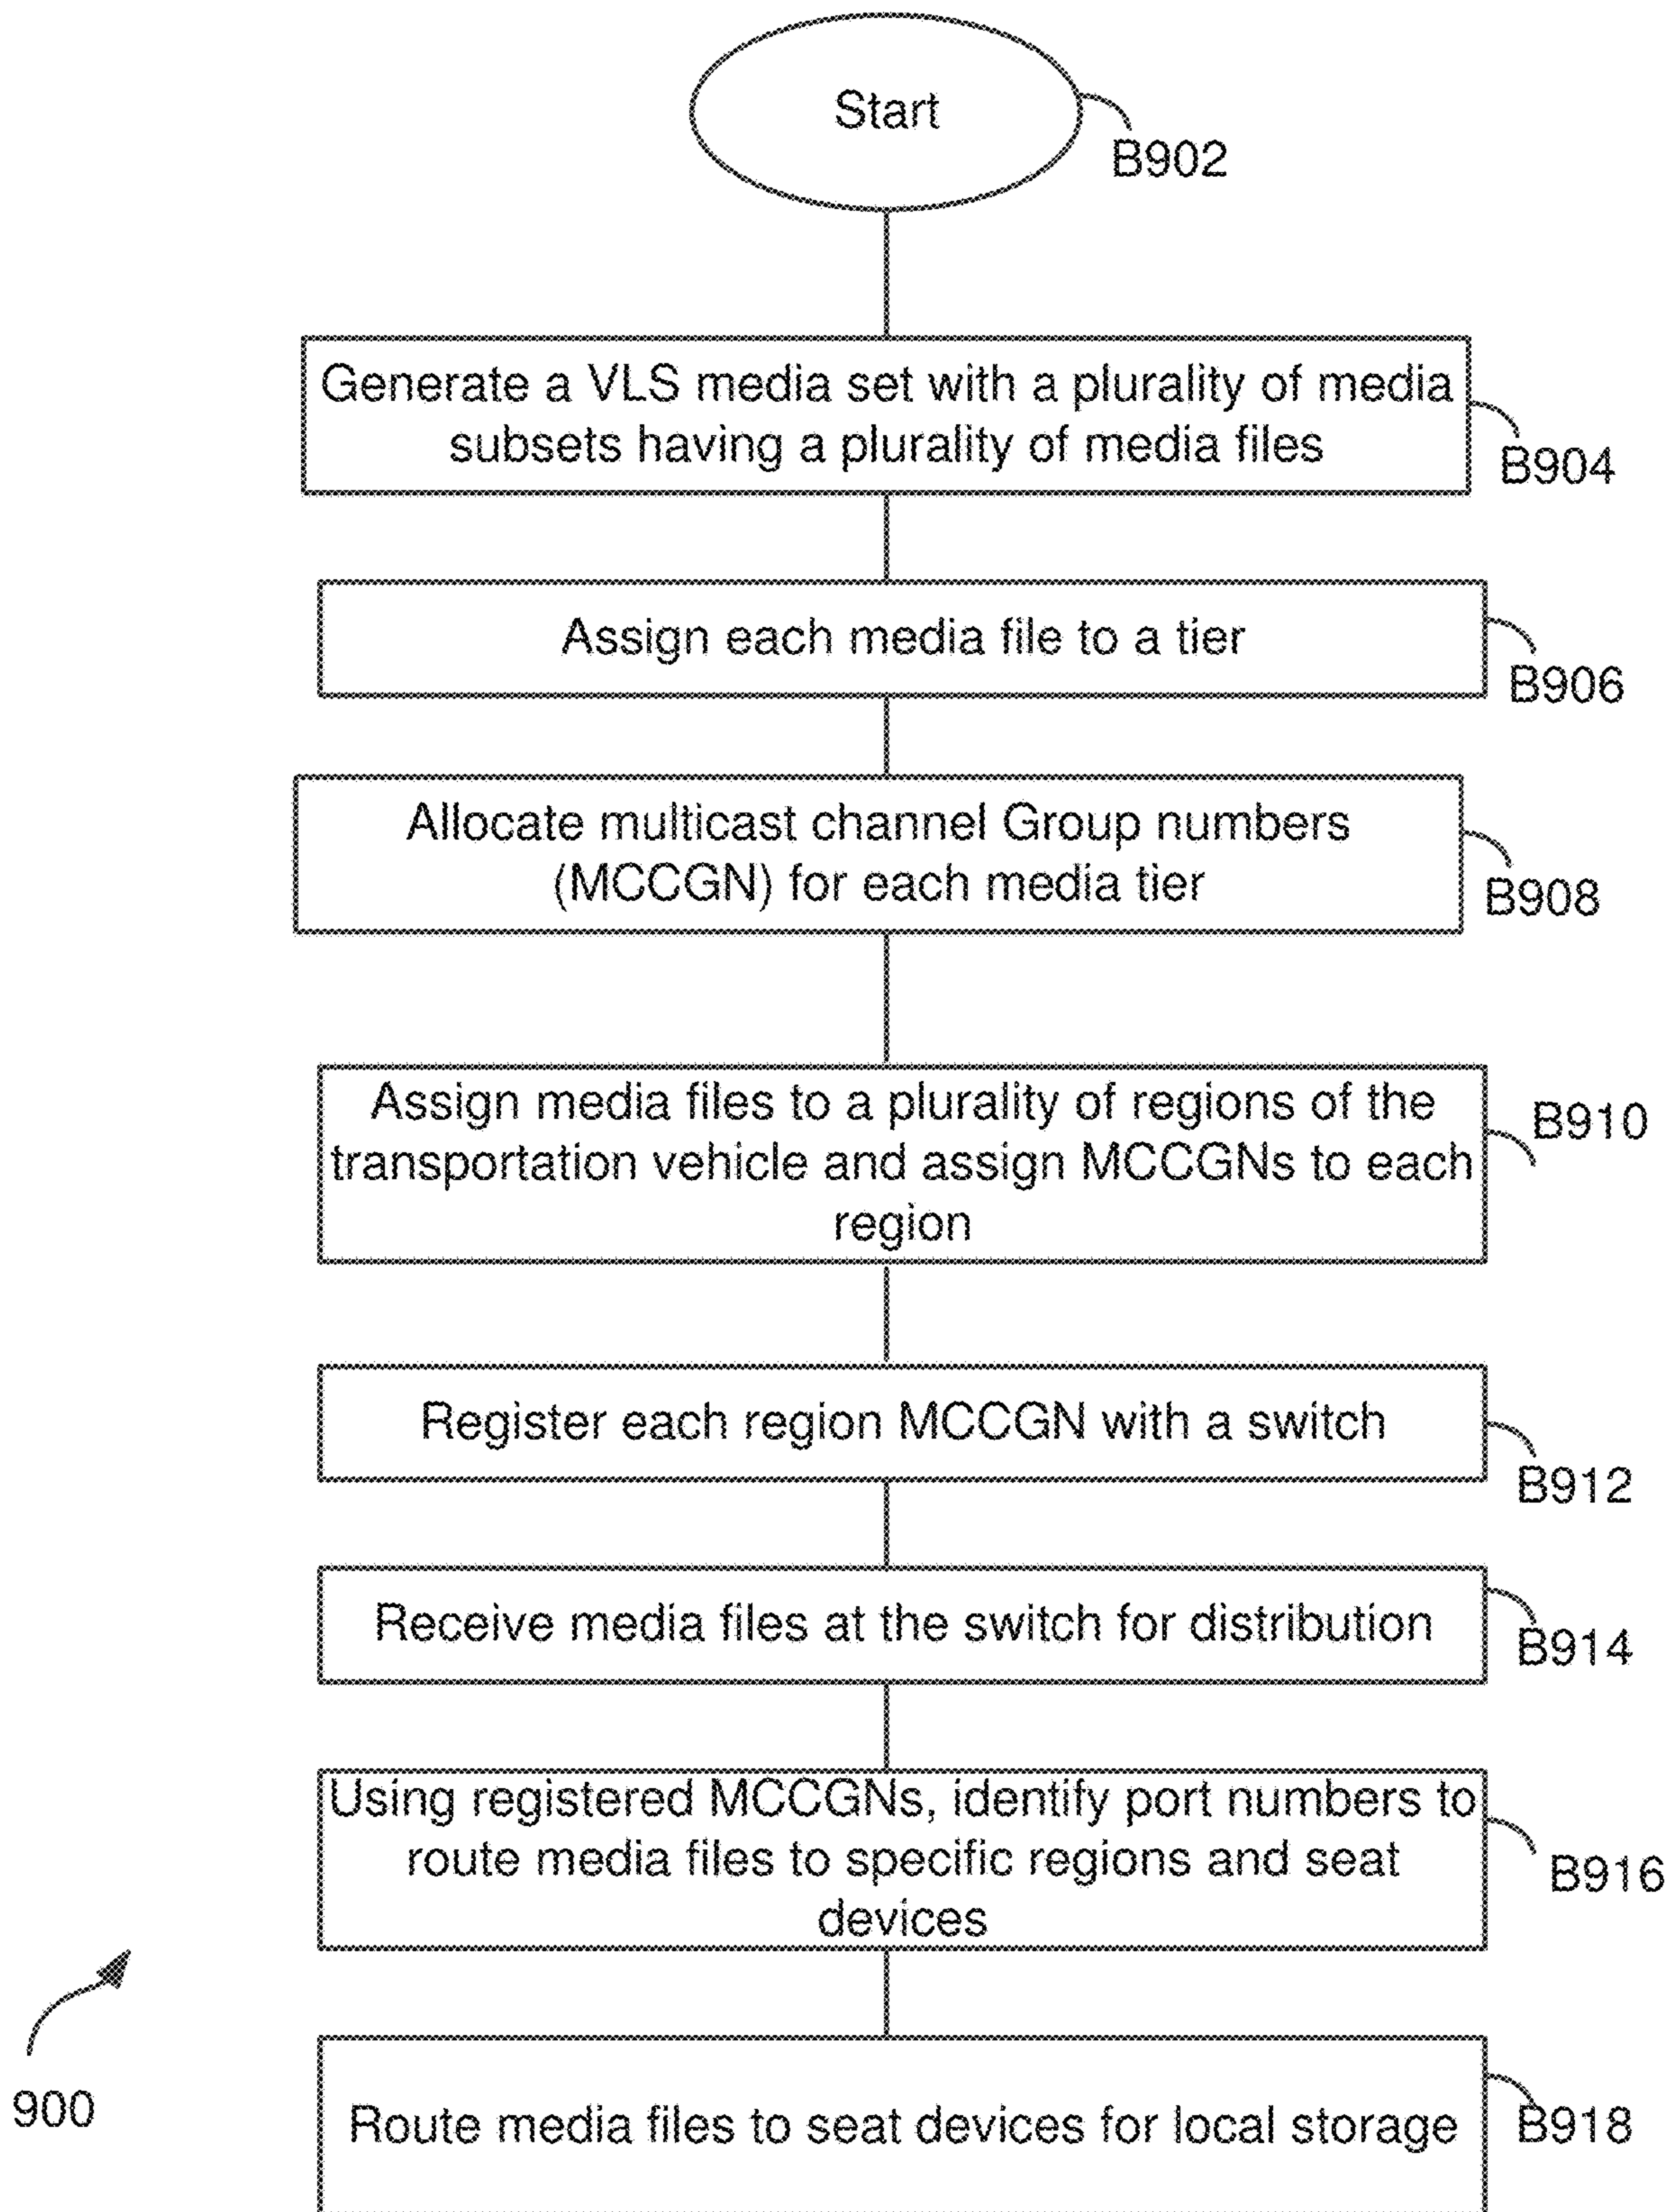 Start
B902
Generate a VLS media set with a plurality of media
subsets having a plurality of media files
B904
Assign each media file to a tier
B906
Allocate multicast channel Group numbers
(MCCGN) for each media tier
B908
Assign media files to a plurality of regions of the
transportation vehicle and assign MCCGNs to each
region
B910
Register each region MCCGN with a switch
B912
Receive media files at the switch for distribution
B914
Using registered MCCGNs, identify port numbers to
route media files to specific regions and seat
devices
B916
Route media files to seat devices for local storage
B918
900